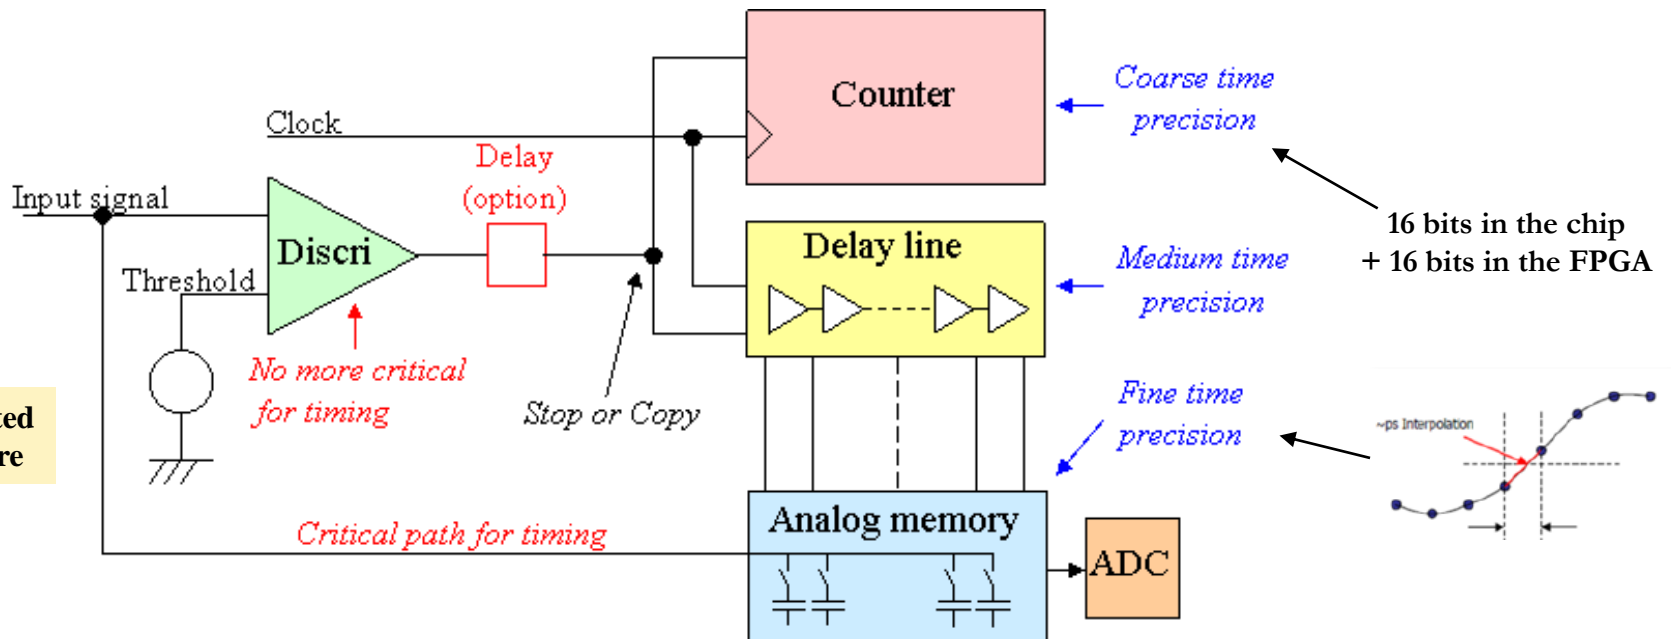 Counter
Coarse time
precision
Clock
Delay
(option)
Input signal
Discri
Threshold
Delay line
Medium time
precision
16 bits in the chip
+ 16 bits in the FPGA
No more critical
for timing
Stop or Copy
Fine time
precision
~ps Interpolation
Analog memory
Critical path for timing
ADC